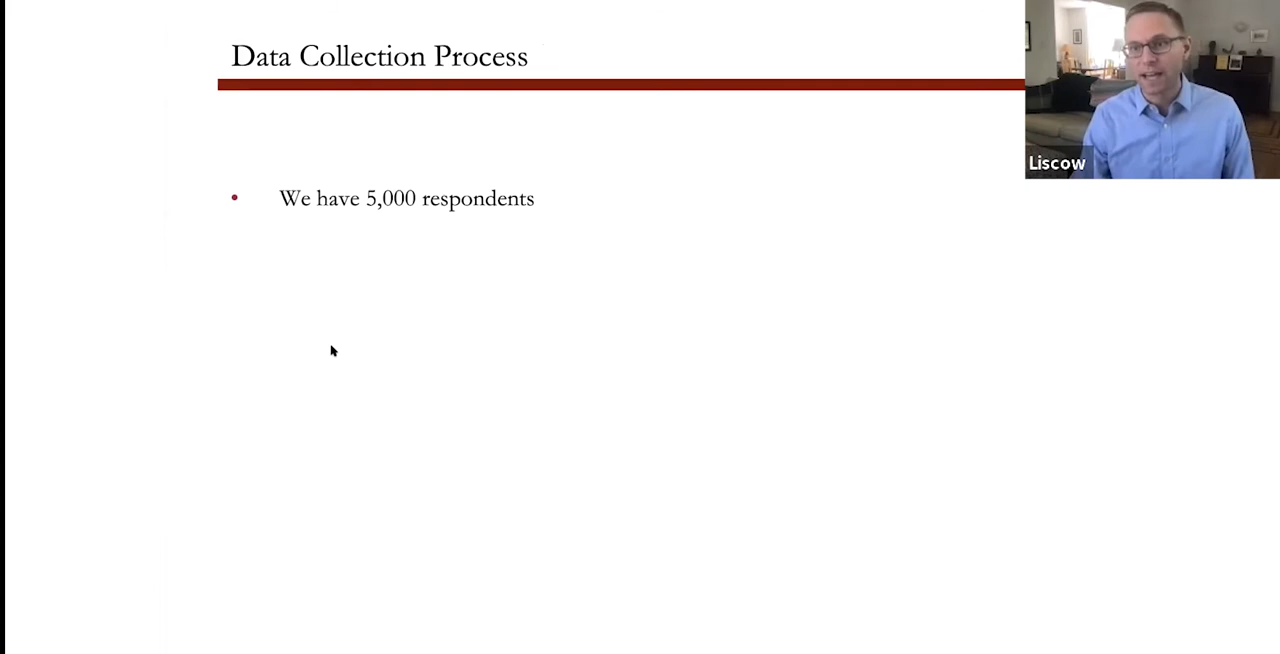 Data Collection Process
Liscow
• We have 5,000 respondents